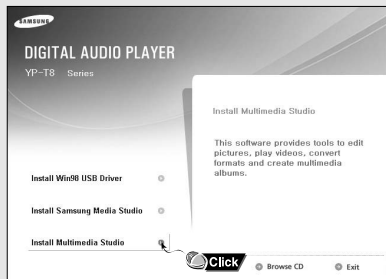 SAMSUNG
DIGITAL AUDIO PLAYER
YP-T8 Series
Install Multimedia Studio
This software provides tools to edit
pictures, play videos, convert
formats and create multimedia
albums.
Install Win98 USB Driver
Install Samsung Media Studio
Install Multimedia Studio
Click
Browse CD
Exit